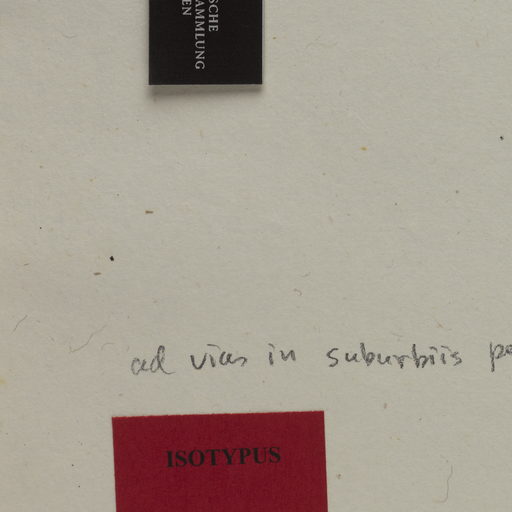 SCHE
AMMLUNG
EN
ad vias in suburbiis
ISOTYPUS